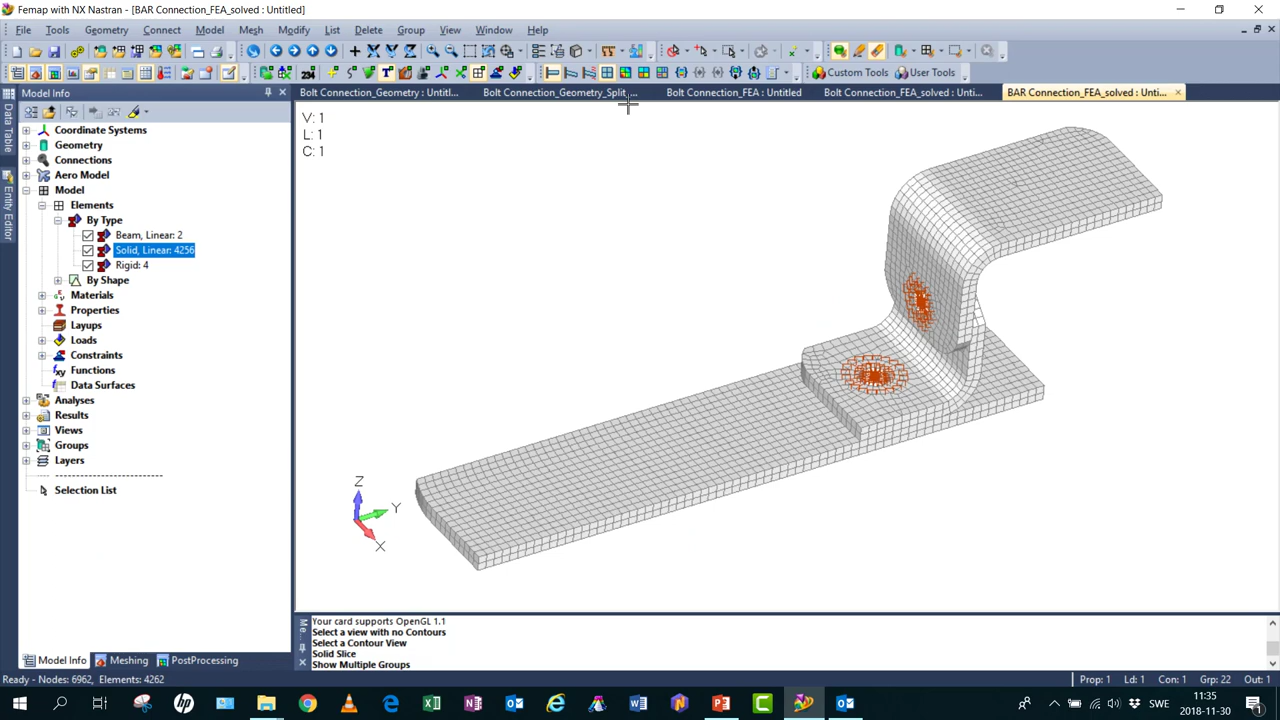 Femap with NX Nastran - [BAR Connection_FEA_solved : Untitled]
File Tools Geometry Connect Model Mesh Modify List Delete Group View Window Help
Custom Tools User Tools
Model Info
Bolt Connection_Geometry : Untitl...
Bolt Connection_Geometry_Split_...
Bolt Connection_FEA : Untitled
Bolt Connection_FEA_solved : Unti...
BAR Connection_FEA_solved : Unti...
Data Table
Entity Editor
Coordinate Systems
Geometry
Connections
Aero Model
Model
Elements
By Type
Beam, Linear: 2
Solid, Linear: 4256
Rigid: 4
By Shape
Materials
Properties
Layups
Loads
Constraints
Functions
Data Surfaces
Analyses
Results
Views
Groups
Layers
Selection List
V: 1
L: 1
C: 1
Z
Y
X
Me...
Your card supports OpenGL 1.1
Select a view with no Contours
Select a Contour View
Solid Slice
Show Multiple Groups
Model Info Meshing PostProcessing
Ready - Nodes: 6962, Elements: 4262
Prop: 1 Ld: 1 Con: 1 Grp: 22 Out: 1
SWE
11:35
2018-11-30